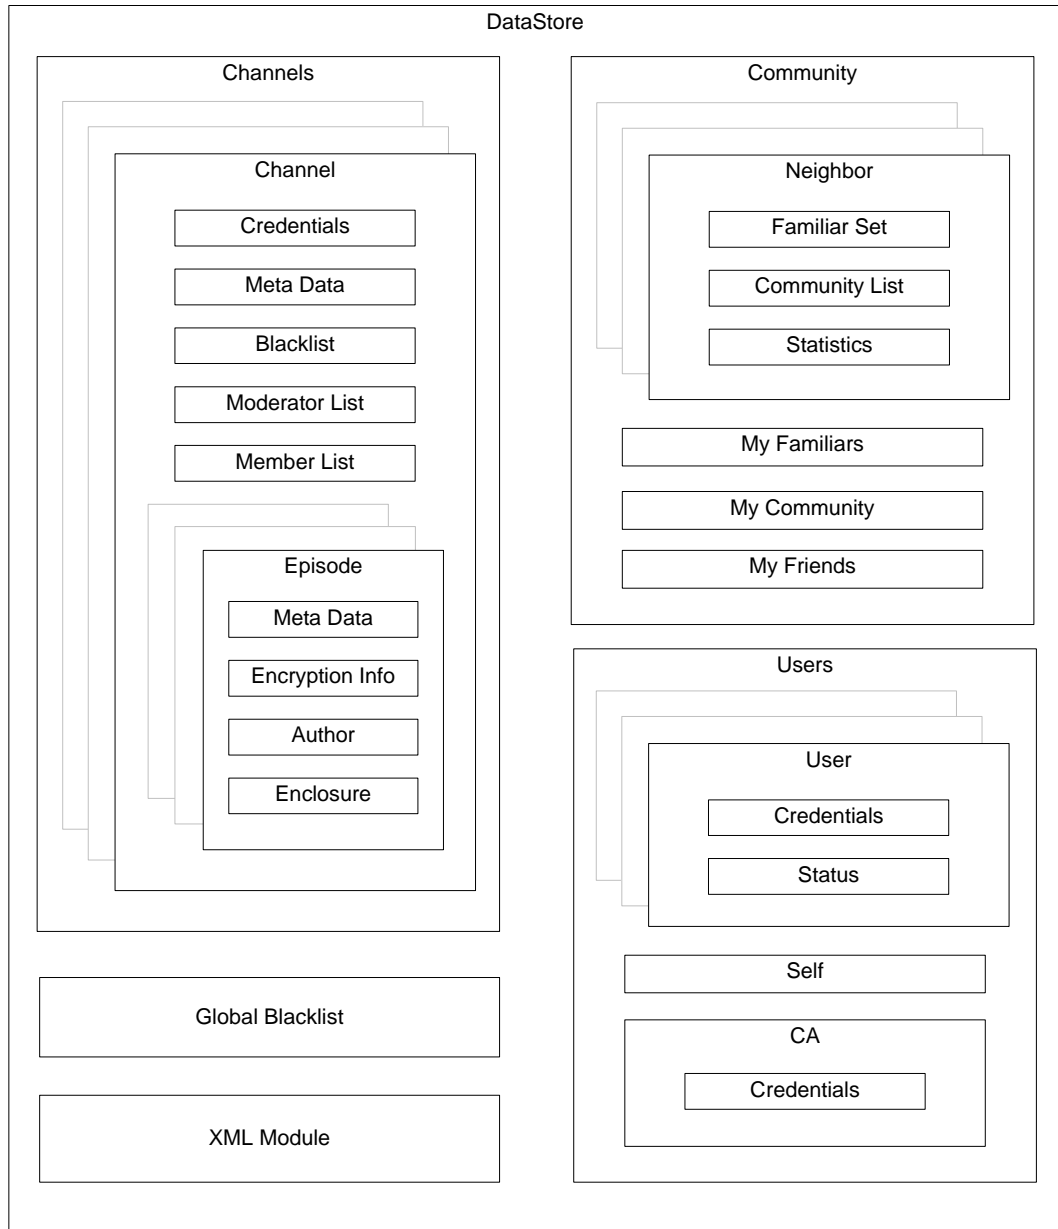 DataStore
Channels
Channel
Credentials
Meta Data
Blacklist
Moderator List
Member List
Episode
Meta Data
Encryption Info
Author
Enclosure
Global Blacklist
XML Module
Community
Neighbor
Familiar Set
Community List
Statistics
My Familiars
My Community
My Friends
Users
User
Credentials
Status
Self
CA
Credentials